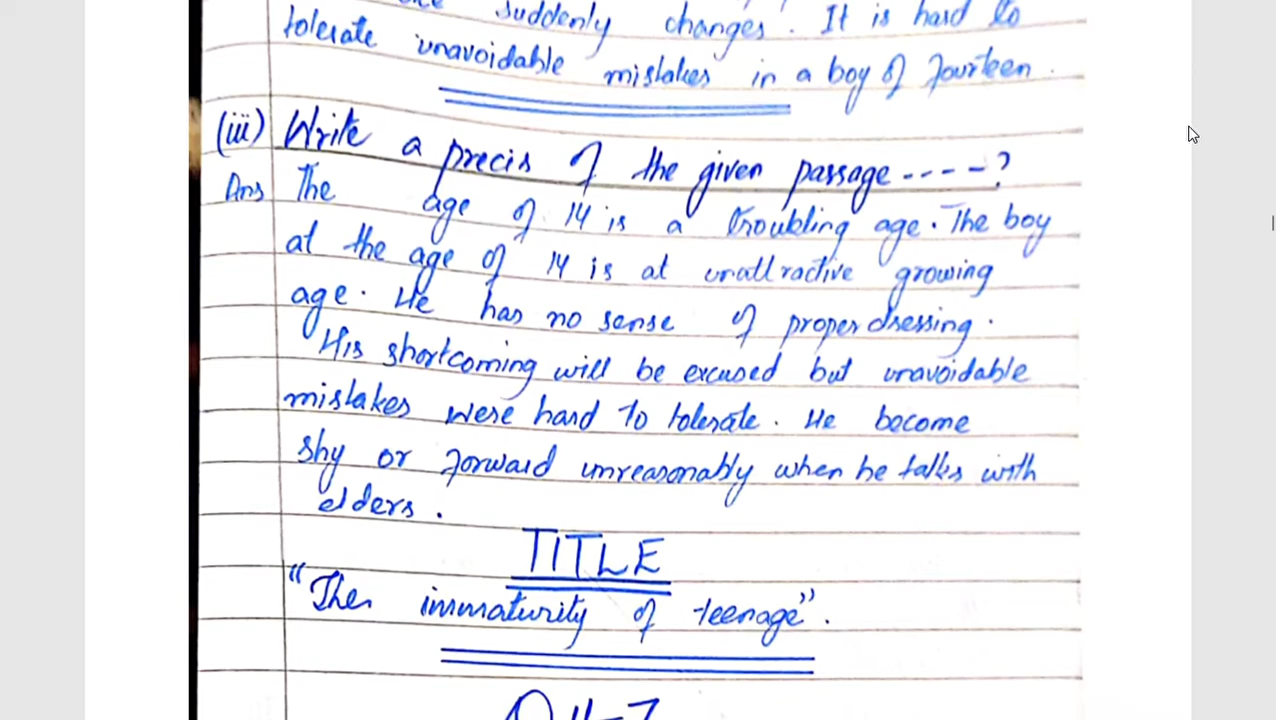 suddenly changes. It is hard to
tolerate unavoidable mistakes in a boy of fourteen.
(iii) Write a precis of the given passage ----?
Ans The age of 14 is a troubling age. The boy
at the age of 14 is at unattractive growing
age. He has no sense of proper dressing.
His shortcoming will be excused but unavoidable
mistakes were hard to tolerate. He become
shy or forward unreasonably when he talks with
elders.
TITLE
"The immaturity of teenage".